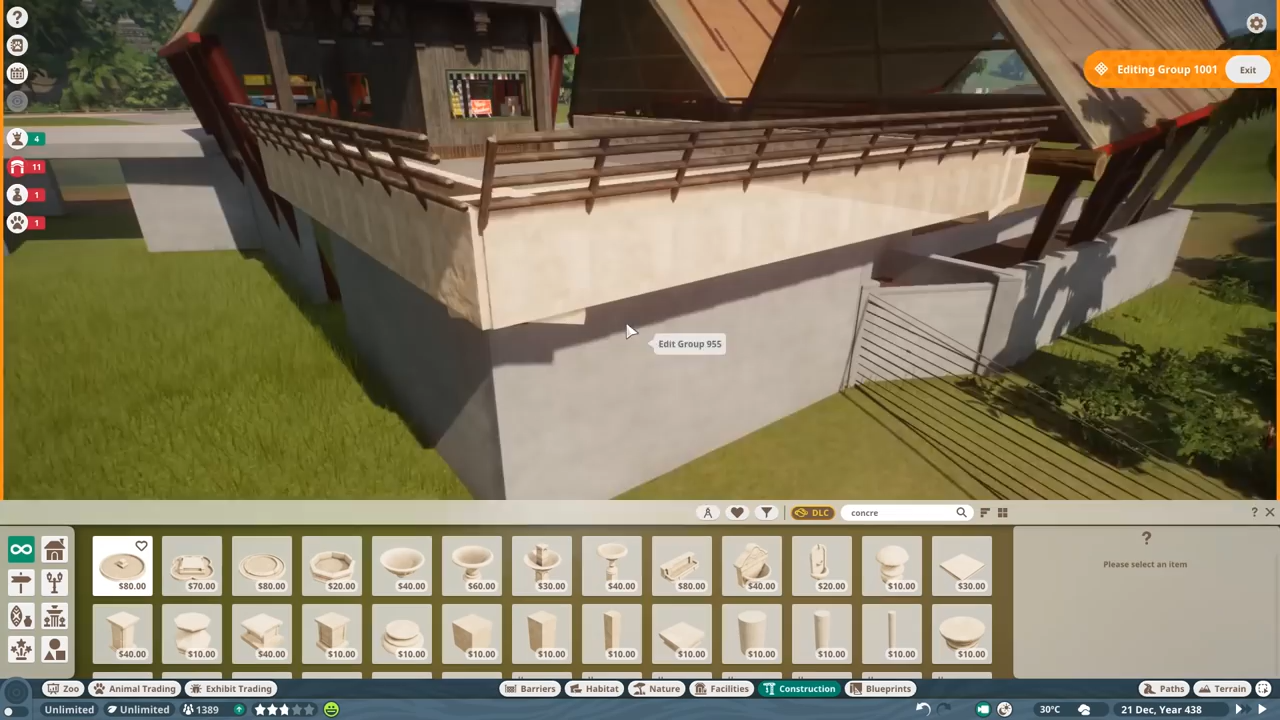 ?
Editing Group 1001
Exit
4
11
1
1
Edit Group 955
DLC
concre
?
?
Please select an item
$80.00
$70.00
$80.00
$20.00
$40.00
$60.00
$30.00
$40.00
$80.00
$40.00
$20.00
$10.00
$30.00
$40.00
$10.00
$40.00
$10.00
$10.00
$10.00
$10.00
$10.00
$10.00
$10.00
$10.00
$10.00
$10.00
Zoo
Animal Trading
Exhibit Trading
Barriers
Habitat
Nature
Facilities
Construction
Blueprints
Paths
Terrain
Unlimited
Unlimited
1389
30°C
21 Dec, Year 438